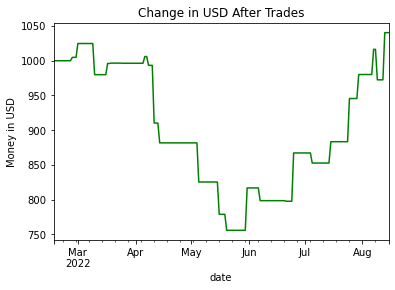 Change in USD After Trades
1050
1000
950
900
850
800
750
Money in USD
Mar
2022
Apr
May
Jun
Jul
Aug
date